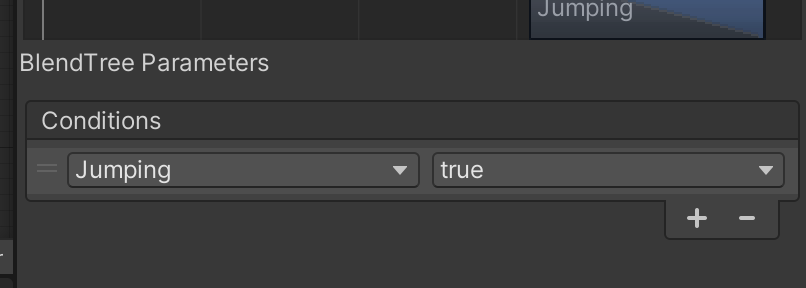 Jumping
BlendTree Parameters
Conditions
Jumping true